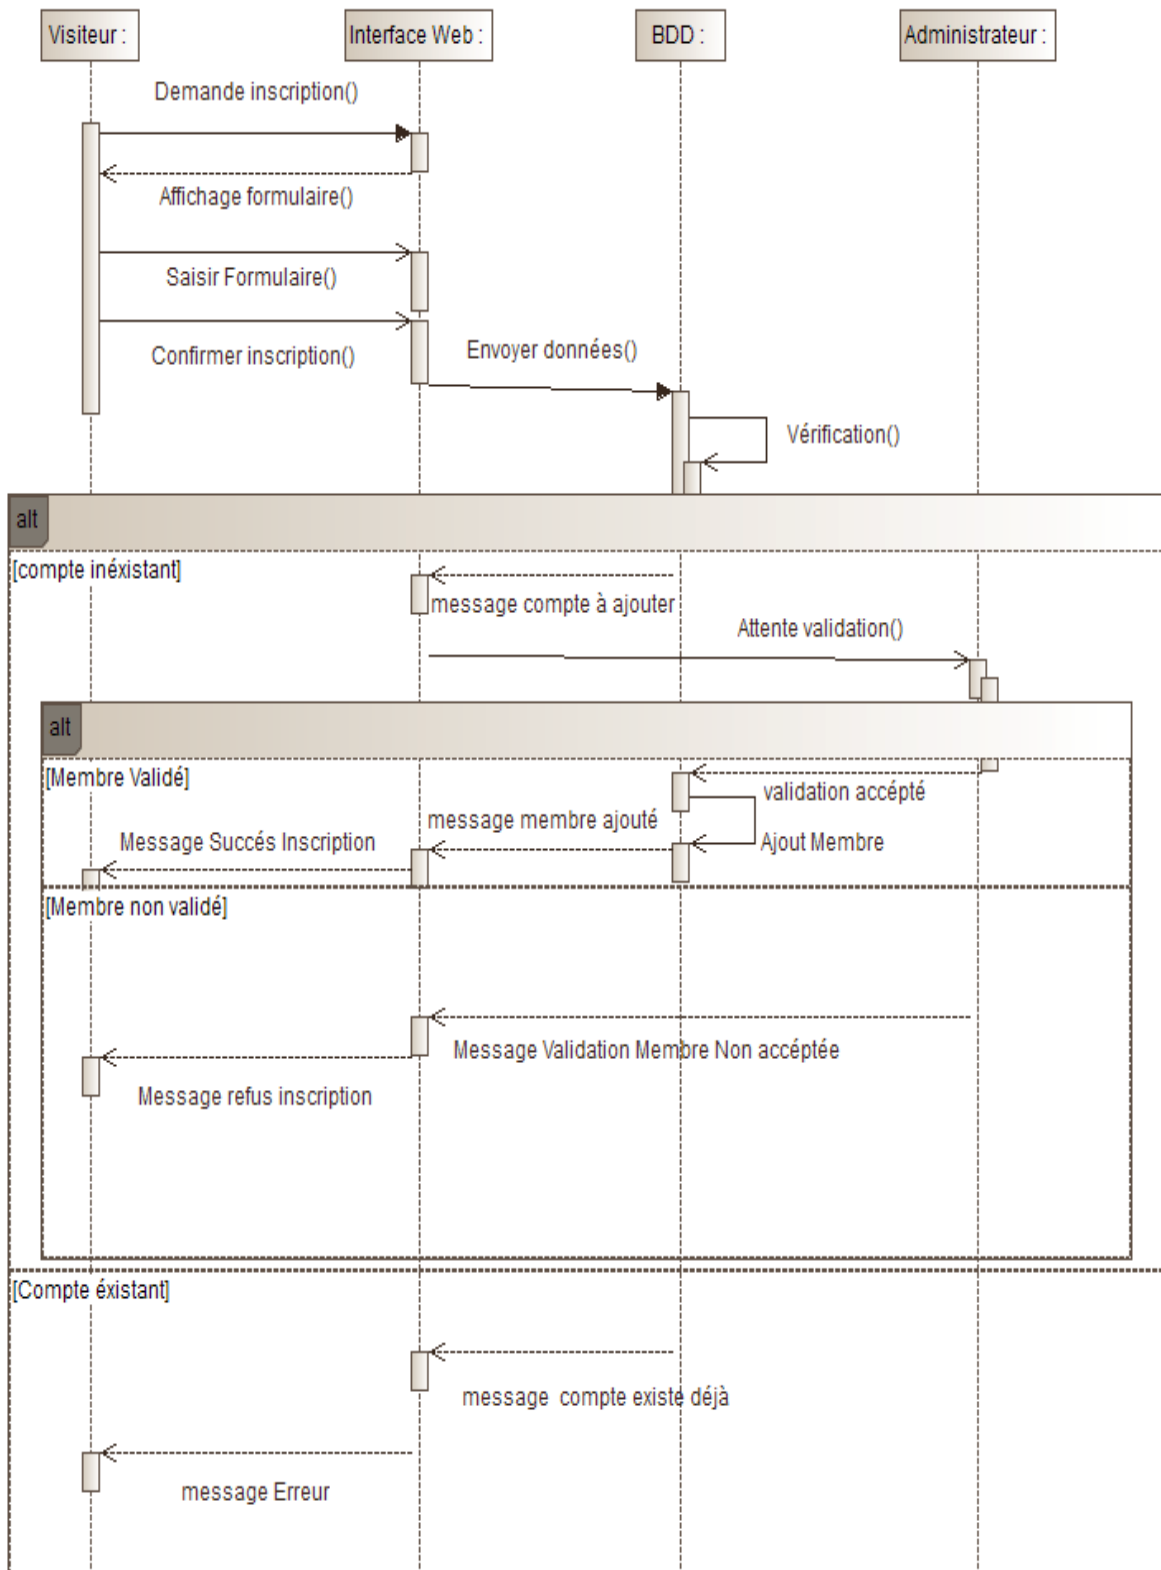 Visiteur :
Interface Web :
BDD :
Administrateur :
Demande inscription()
Affichage formulaire()
Saisir Formulaire()
Confirmer inscription()
Envoyer données()
Vérification()
alt
[compte inéxistant]
message compte à ajouter
Attente validation()
alt
[Membre Validé]
validation accépté
message membre ajouté
Ajout Membre
Message Succés Inscription
[Membre non validé]
Message Validation Membre Non accéptée
Message refus inscription
[Compte éxistant]
message compte existe déjà
message Erreur